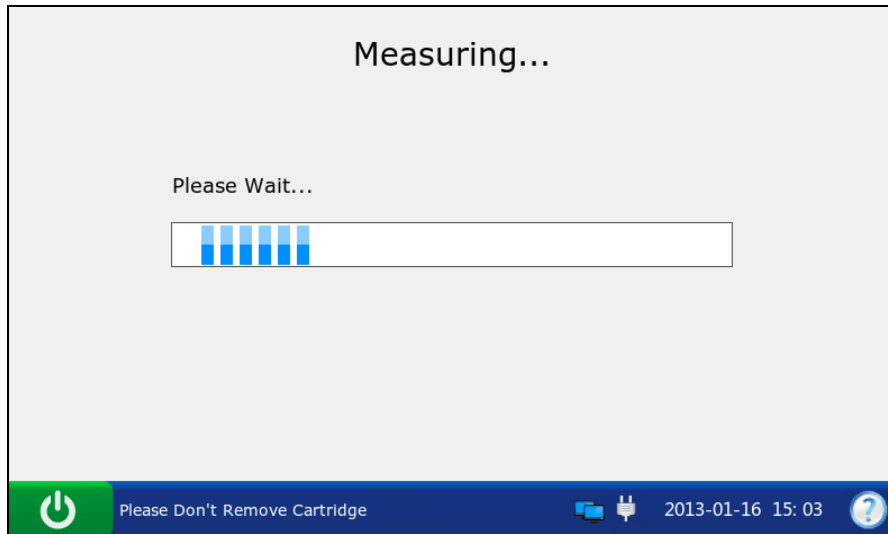 Measuring...
Please Wait...
Please Don't Remove Cartridge
2013-01-16 15: 03
?